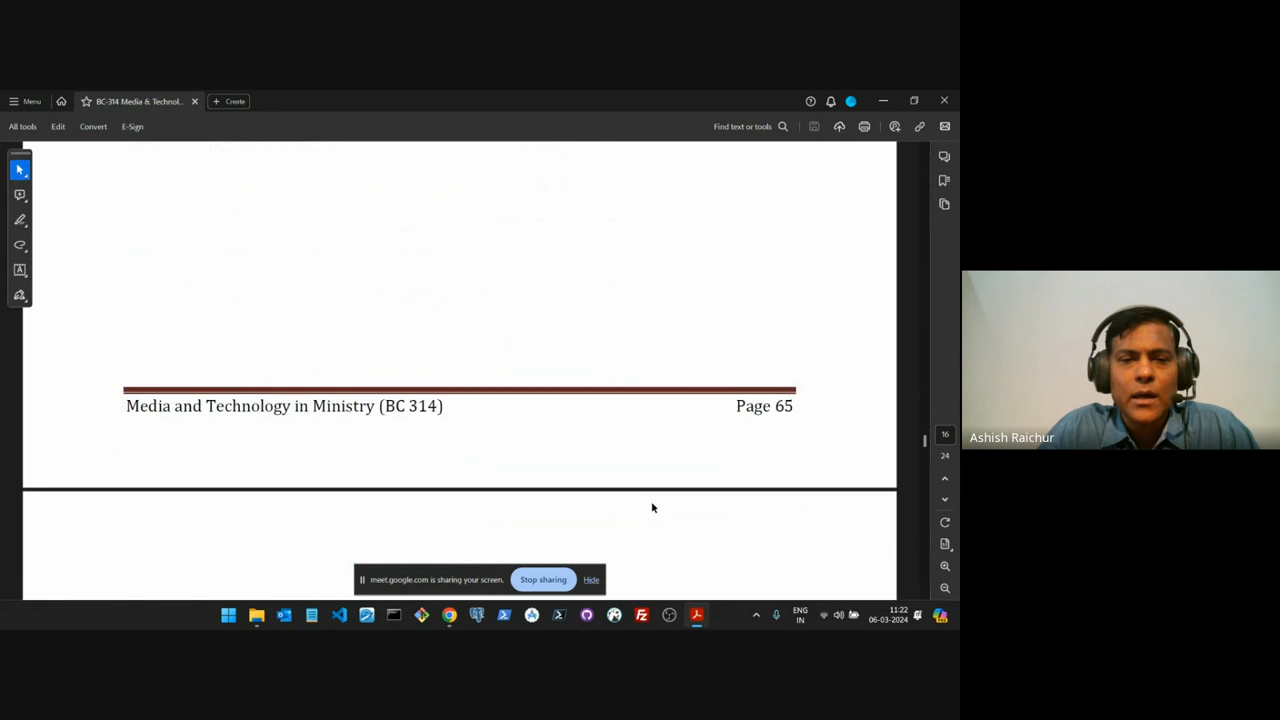 Menu
BC-314 Media & Technol...
Create
All tools
Edit
Convert
E-Sign
Find text or tools
Media and Technology in Ministry (BC 314)
Page 65
16
24
Ashish Raichur
meet.google.com is sharing your screen.
Stop sharing
Hide
ENG
IN
11:22
06-03-2024